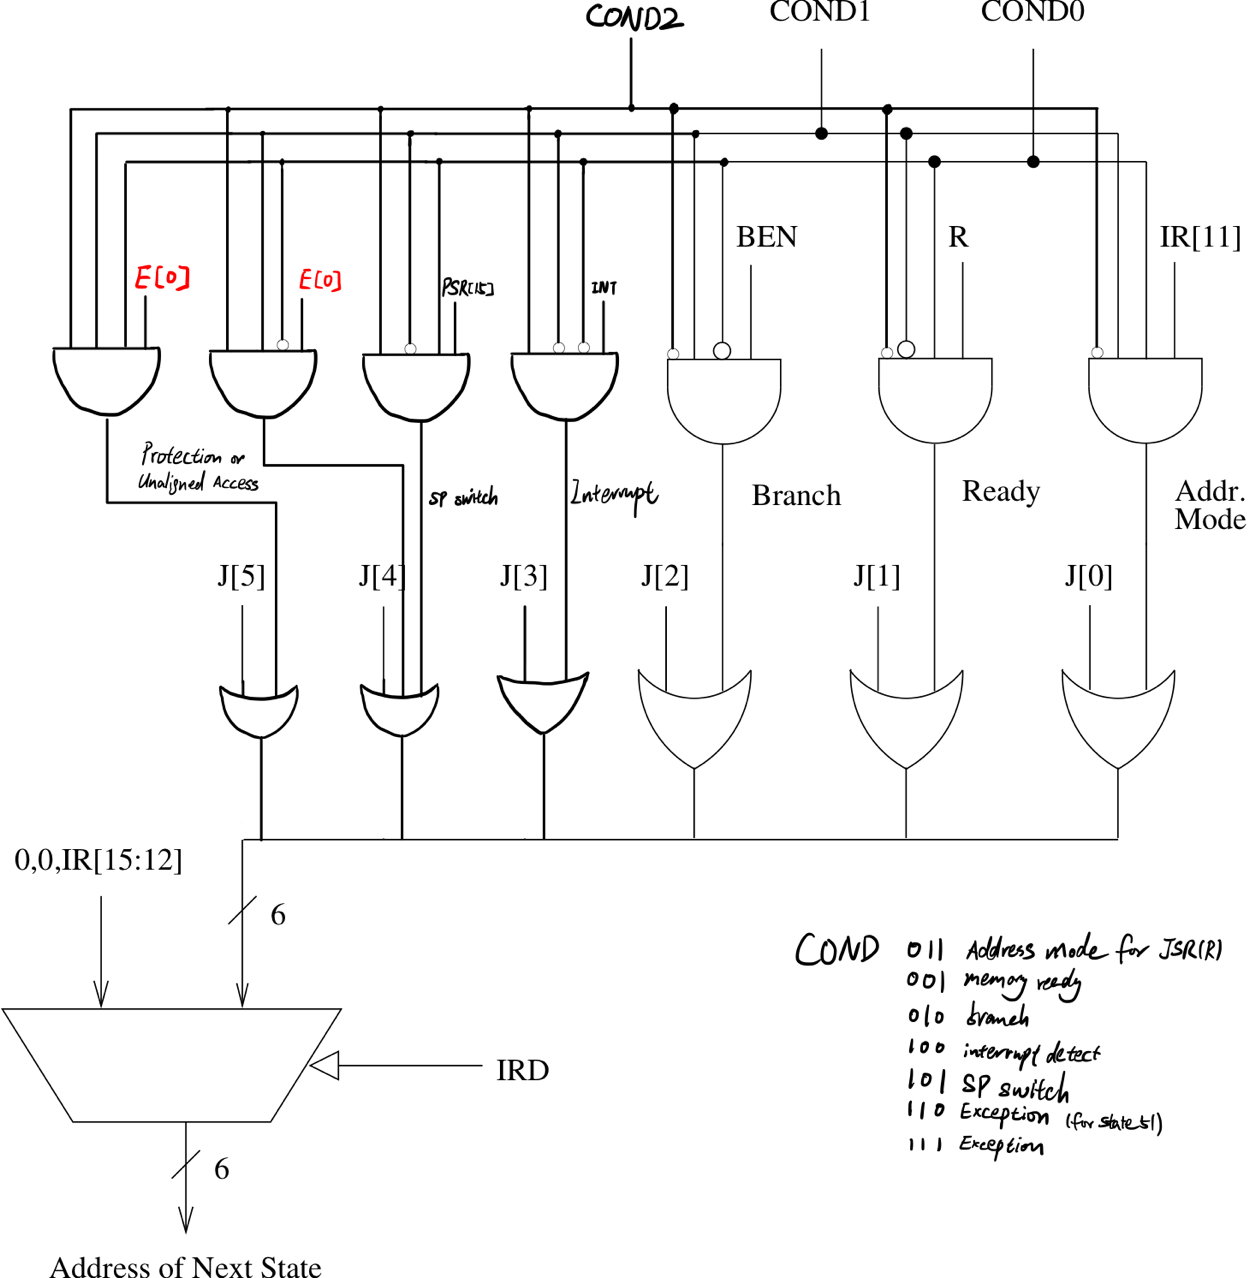 COND2
COND1
COND0
BEN
R
IR[11]
E[0]
E[0]
PSR[15]
INT
Protection or
Unaligned Access
SP switch
Interrupt
Branch
Ready
Addr.
Mode
J[5]
J[4]
J[3]
J[2]
J[1]
J[0]
0,0,IR[15:12]
6
COND 011 Address mode for JSR(R)
001 memory ready
010 branch
100 interrupt detect
101 SP switch
110 Exception (for state 51)
111 Exception
IRD
6
Address of Next State